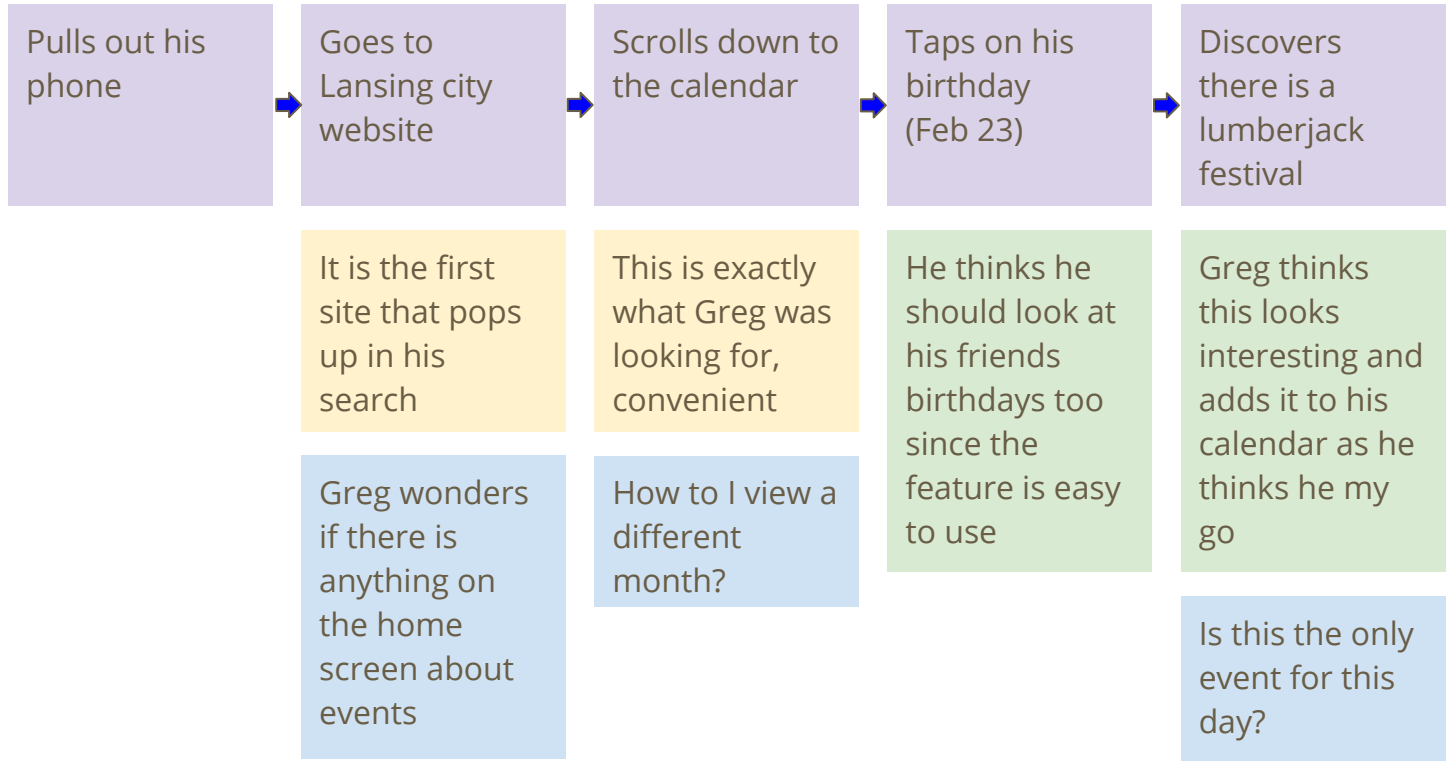 Pulls out his
phone
Goes to
Lansing city
website
Scrolls down to
the calendar
Taps on his
birthday
(Feb 23)
Discovers
there is a
lumberjack
festival
It is the first
site that pops
up in his
search
This is exactly
what Greg was
looking for,
convenient
He thinks he
should look at
his friends
birthdays too
since the
feature is easy
to use
Greg thinks
this looks
interesting and
adds it to his
calendar as he
thinks he my
go
Greg wonders
if there is
anything on
the home
screen about
events
How to I view a
different
month?
Is this the only
event for this
day?